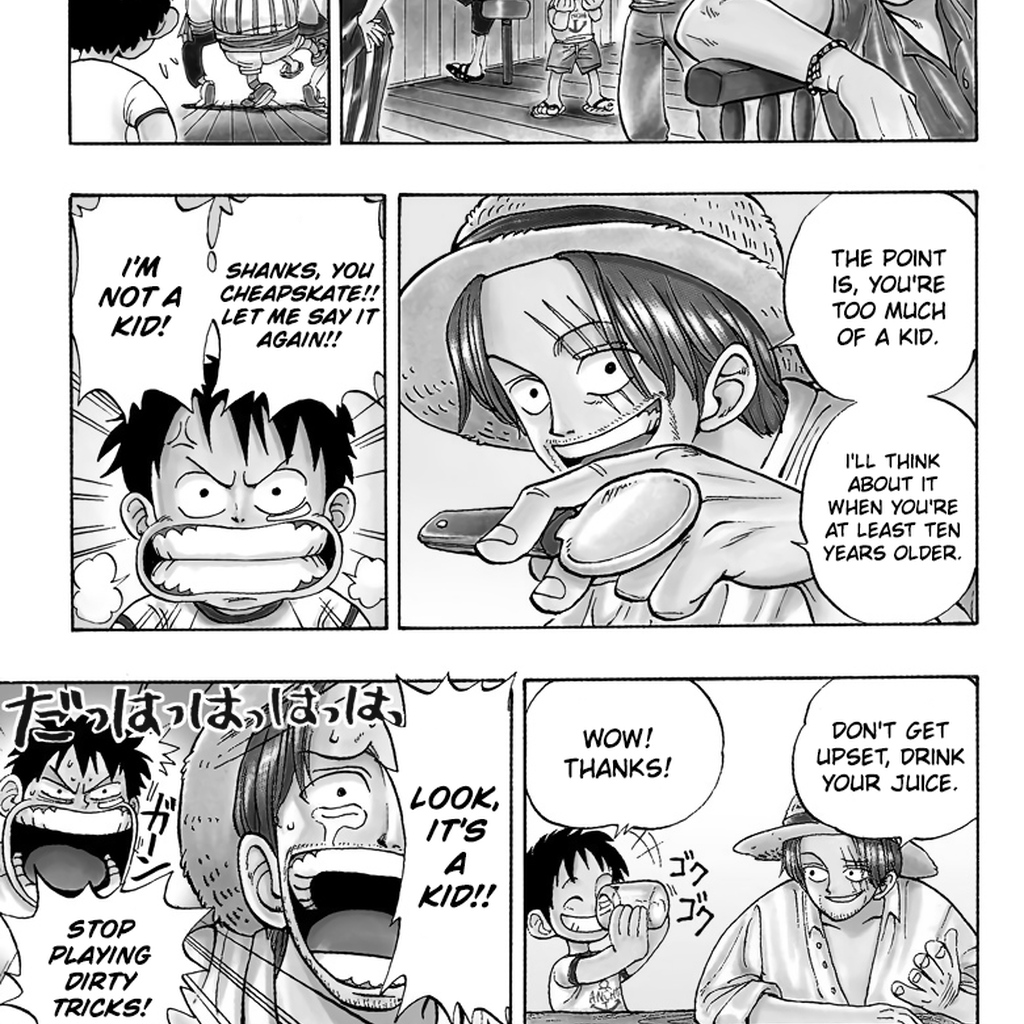 THE POINT
IS, YOU'RE
TOO MUCH
OF A KID.
I'LL THINK
ABOUT IT
WHEN YOU'RE
AT LEAST TEN
YEARS OLDER.
SHANKS, YOU
CHEAPSKATE!!
LET ME SAY IT
AGAIN!!
I'M
NOT A
KID!
DON'T GET
UPSET, DRINK
YOUR JUICE.
WOW!
THANKS!
ゴク
ゴク
ANCHOR
LOOK,
IT'S
A
KID!!
だっはっはっはっは、
ガーン
STOP
PLAYING
DIRTY
TRICKS!